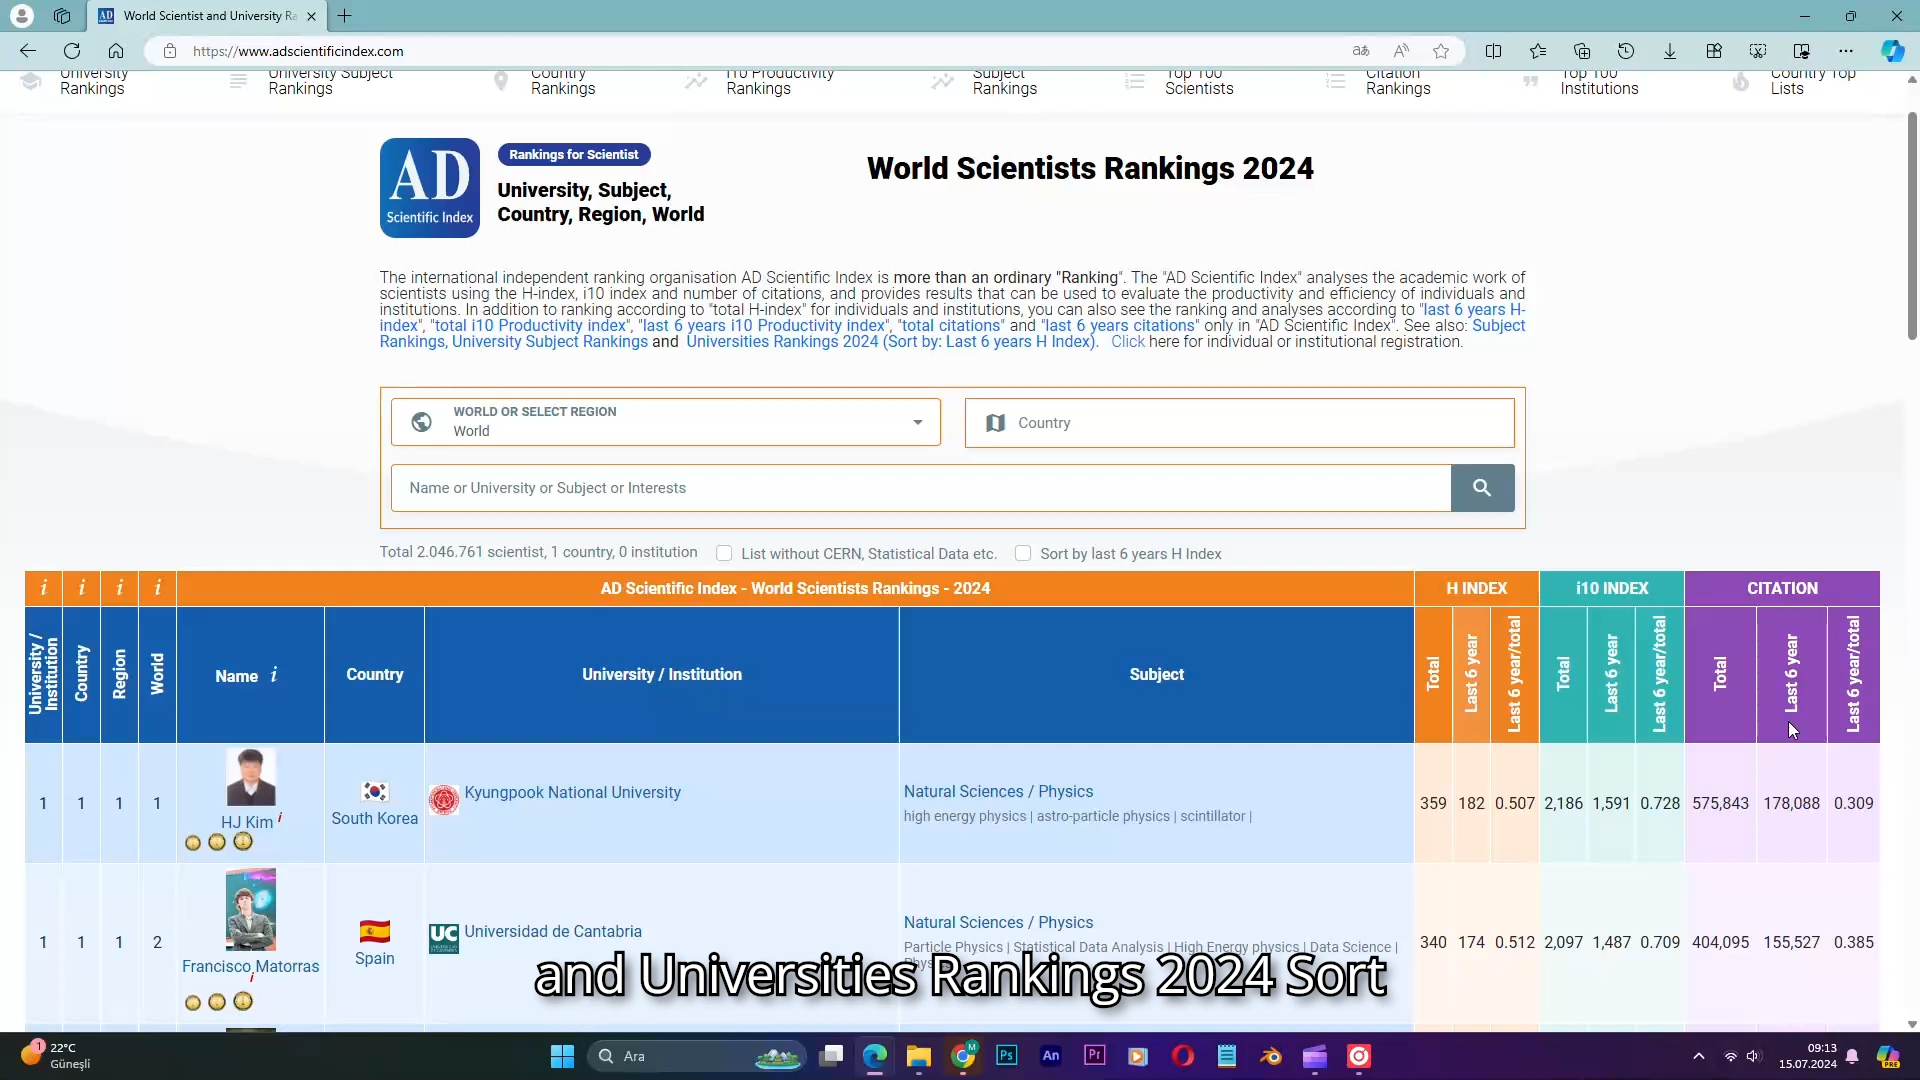 World Scientist and University Ra
https://www.adscientificindex.com
University
Rankings
University Subject
Rankings
Country
Rankings
i10 Productivity
Rankings
Subject
Rankings
Top 100
Scientists
Citation
Rankings
Top 100
Institutions
Country Top
Lists
AD
Scientific Index
Rankings for Scientist
University, Subject,
Country, Region, World
World Scientists Rankings 2024
The international independent ranking organisation AD Scientific Index is more than an ordinary "Ranking". The "AD Scientific Index" analyses the academic work of
scientists using the H-index, i10 index and number of citations, and provides results that can be used to evaluate the productivity and efficiency of individuals and
institutions. In addition to ranking according to "total H-index" for individuals and institutions, you can also see the ranking and analyses according to "last 6 years H-
index", "total i10 Productivity index", "last 6 years i10 Productivity index", "total citations" and "last 6 years citations" only in "AD Scientific Index". See also: Subject
Rankings, University Subject Rankings and Universities Rankings 2024 (Sort by: Last 6 years H Index). Click here for individual or institutional registration.
WORLD OR SELECT REGION
World
Country
Name or University or Subject or Interests
Total 2.046.761 scientist, 1 country, 0 institution
List without CERN, Statistical Data etc.
Sort by last 6 years H Index
i i i i AD Scientific Index - World Scientists Rankings - 2024 H INDEX i10 INDEX CITATION
University /
Institution
Country
Region
World
Name i
Country
University / Institution
Subject
Total
Last 6 year
Last 6 year/total
Total
Last 6 year
Last 6 year/total
Total
Last 6 year
Last 6 year/total
1 1 1 1
HJ Kim i
South Korea
Kyungpook National University
Natural Sciences / Physics
high energy physics | astro-particle physics | scintillator |
359 182 0.507 2,186 1,591 0.728 575,843 178,088 0.309
1 1 1 2
Francisco Matorras
i
Spain
UC
Universidad de Cantabria
Natural Sciences / Physics
Particle Physics | Statistical Data Analysis | High Energy physics | Data Science |
340 174 0.512 2,097 1,487 0.709 404,095 155,527 0.385
and Universities Rankings 2024 Sort
1
22°C
Güneşli
Ara
M
Ps
An
Pr
09:13
15.07.2024
PRE